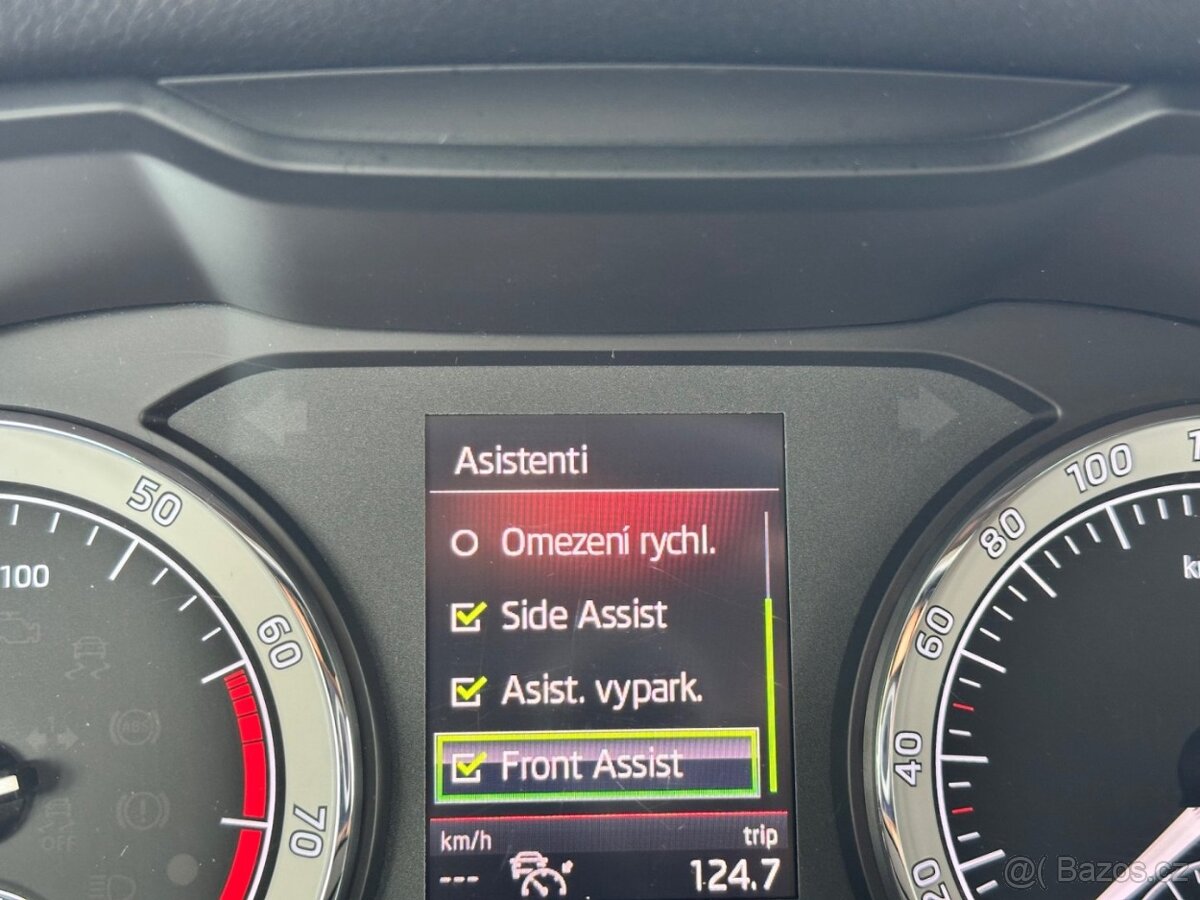 Asistenti
Omezení rychl.
Side Assist
Asist. vypark.
Front Assist
km/h
trip
---
124.7
50
60
70
100
20
40
60
80
100
@( Bazos.cz